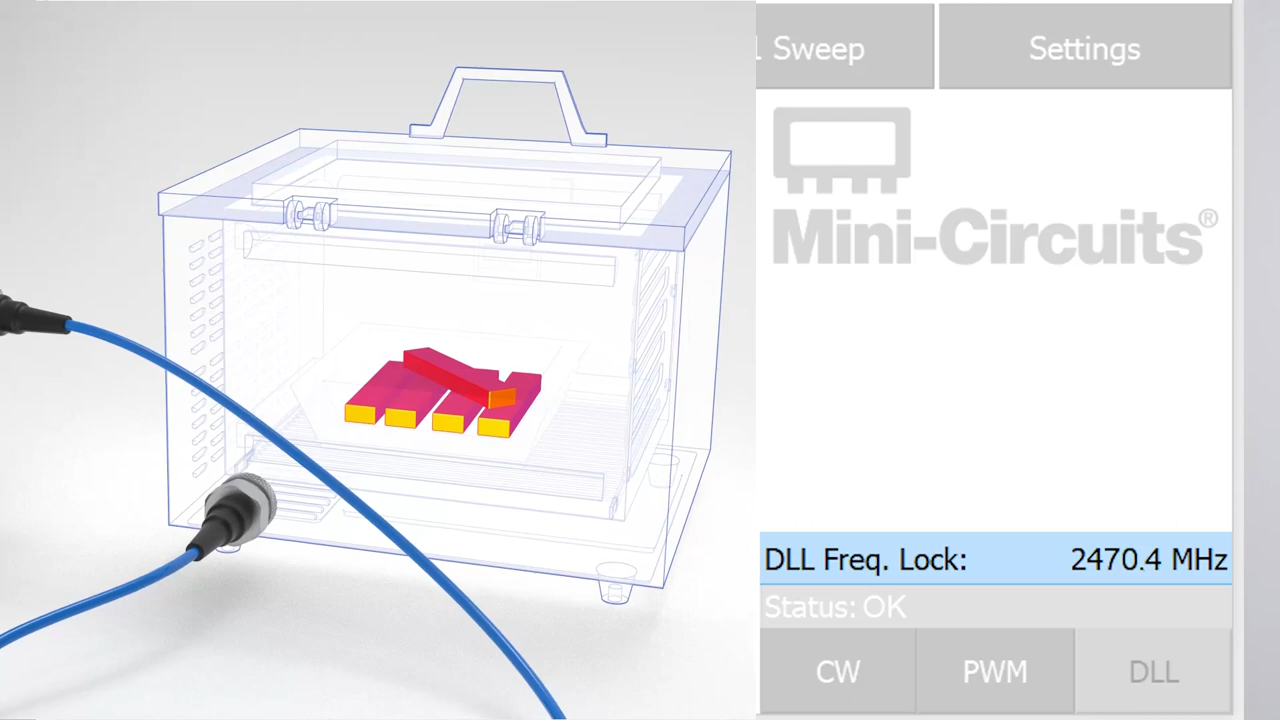 Sweep
Settings
Mini-Circuits®
DLL Freq. Lock: 2470.4 MHz
Status: OK
CW
PWM
DLL